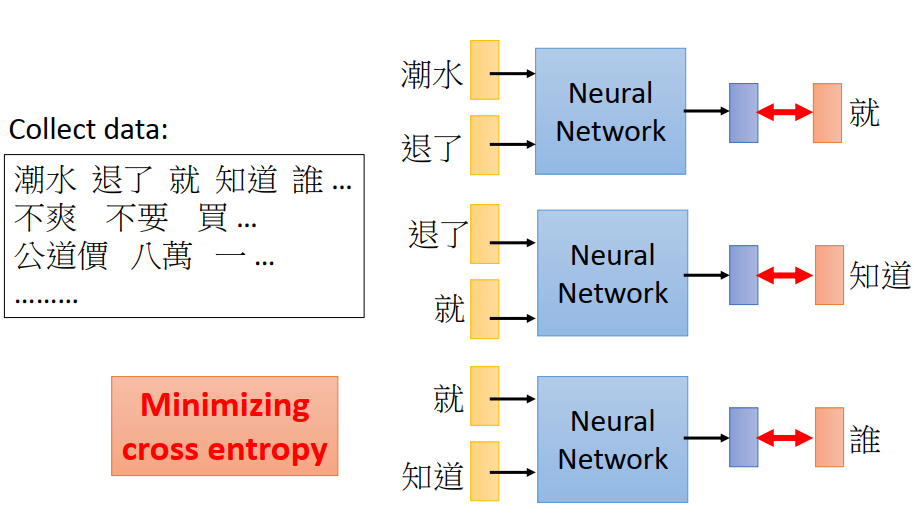 Collect data:
潮水 退了 就 知道 誰 ...
不爽 不要 買 ...
公道價 八萬 一 ...
………
Minimizing
cross entropy
潮水
退了
Neural
Network
就
退了
就
Neural
Network
知道
就
知道
Neural
Network
誰